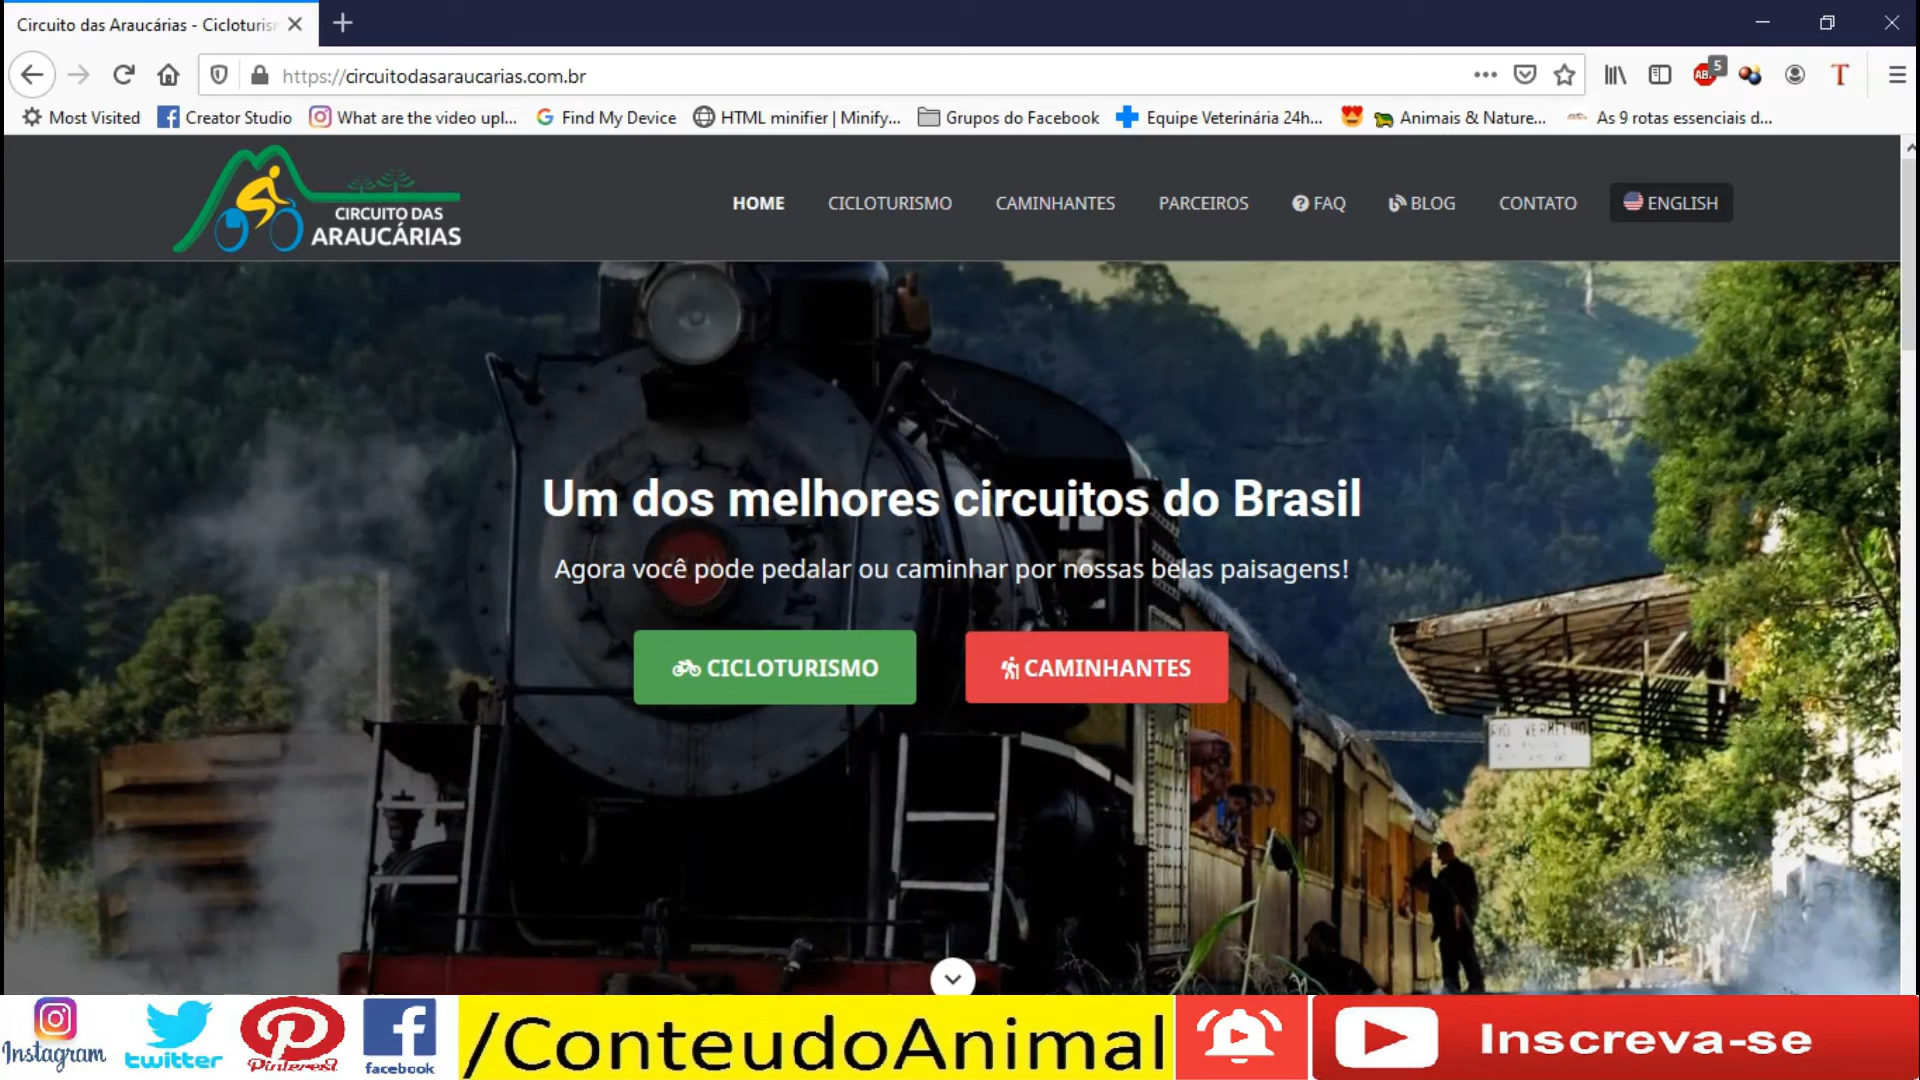 Circuito das Araucárias - Cicloturis
https://circuitodasaraucarias.com.br
5
ABP
T
Most Visited
Creator Studio
What are the video upl...
Find My Device
HTML minifier | Minify...
Grupos do Facebook
Equipe Veterinária 24h...
Animais & Nature...
As 9 rotas essenciais d...
CIRCUITO DAS
ARAUCÁRIAS
HOME
CICLOTURISMO
CAMINHANTES
PARCEIROS
FAQ
BLOG
CONTATO
ENGLISH
Um dos melhores circuitos do Brasil
Agora você pode pedalar ou caminhar por nossas belas paisagens!
CICLOTURISMO
CAMINHANTES
VERMELHO
Instagram
twitter
Pinterest
facebook
/ConteudoAnimal
Inscreva-se